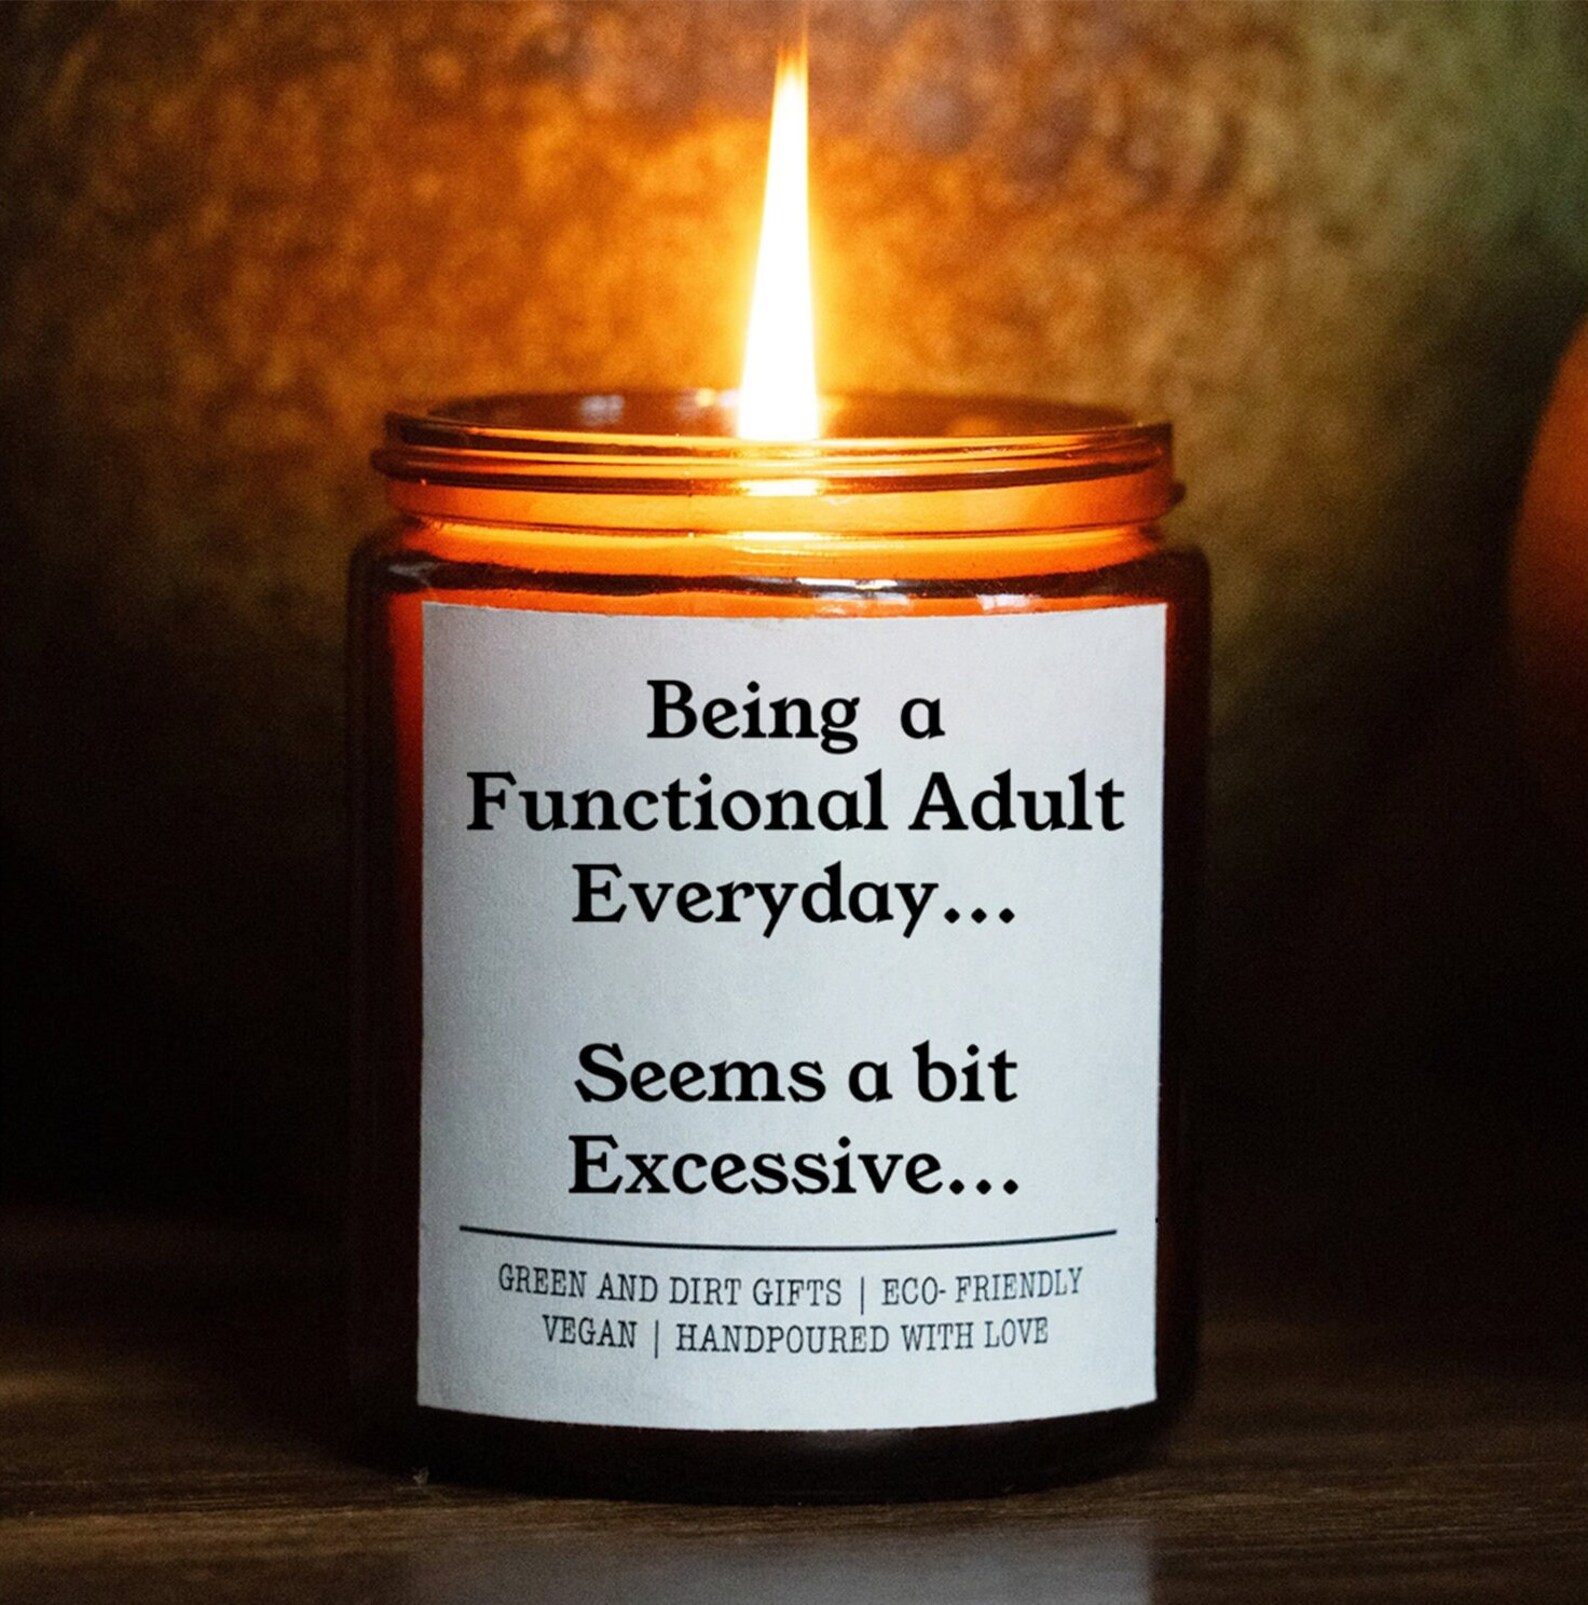 Being a
Functional Adult
Everyday...
Seems a bit
Excessive...
GREEN AND DIRT GIFTS | ECO- FRIENDLY
VEGAN | HANDPOURED WITH LOVE